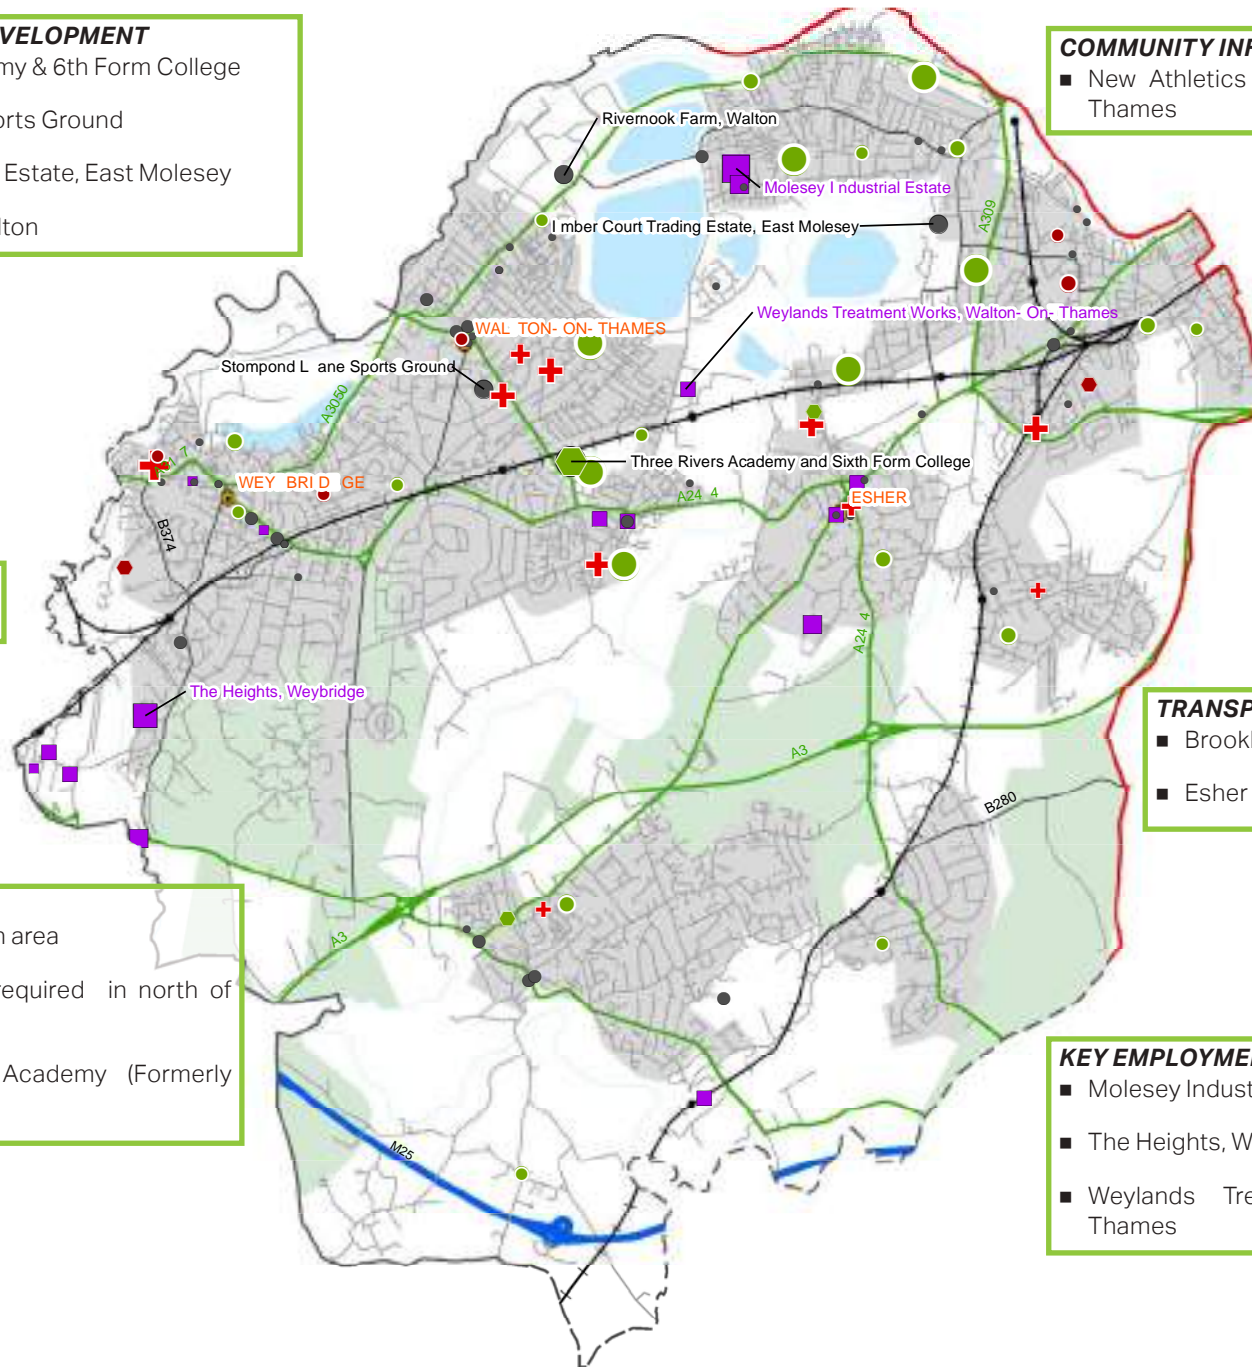 VELOPMENT
my & 6th Form College
orts Ground
Estate, East Molesey
lton
COMMUNITY INF
■ New Athletics
Thames
Rivernook Farm, Walton
Molesey I ndustrial Estate
I mber Court Trading Estate, East Molesey
A309
Weylands Treatment Works, Walton- On- Thames
WAL TON- ON- THAMES
Stompond L ane Sports Ground
A3050
Three Rivers Academy and Sixth Form College
WEY BRI D GE
A24 4
ESHER
B374
A24 4
The Heights, Weybridge
TRANSP
■ Brookl
■ Esher
A3
B280
n area
required in north of
Academy (Formerly
A3
KEY EMPLOYME
■ Molesey Indust
■ The Heights, W
■ Weylands Tre
Thames
M25